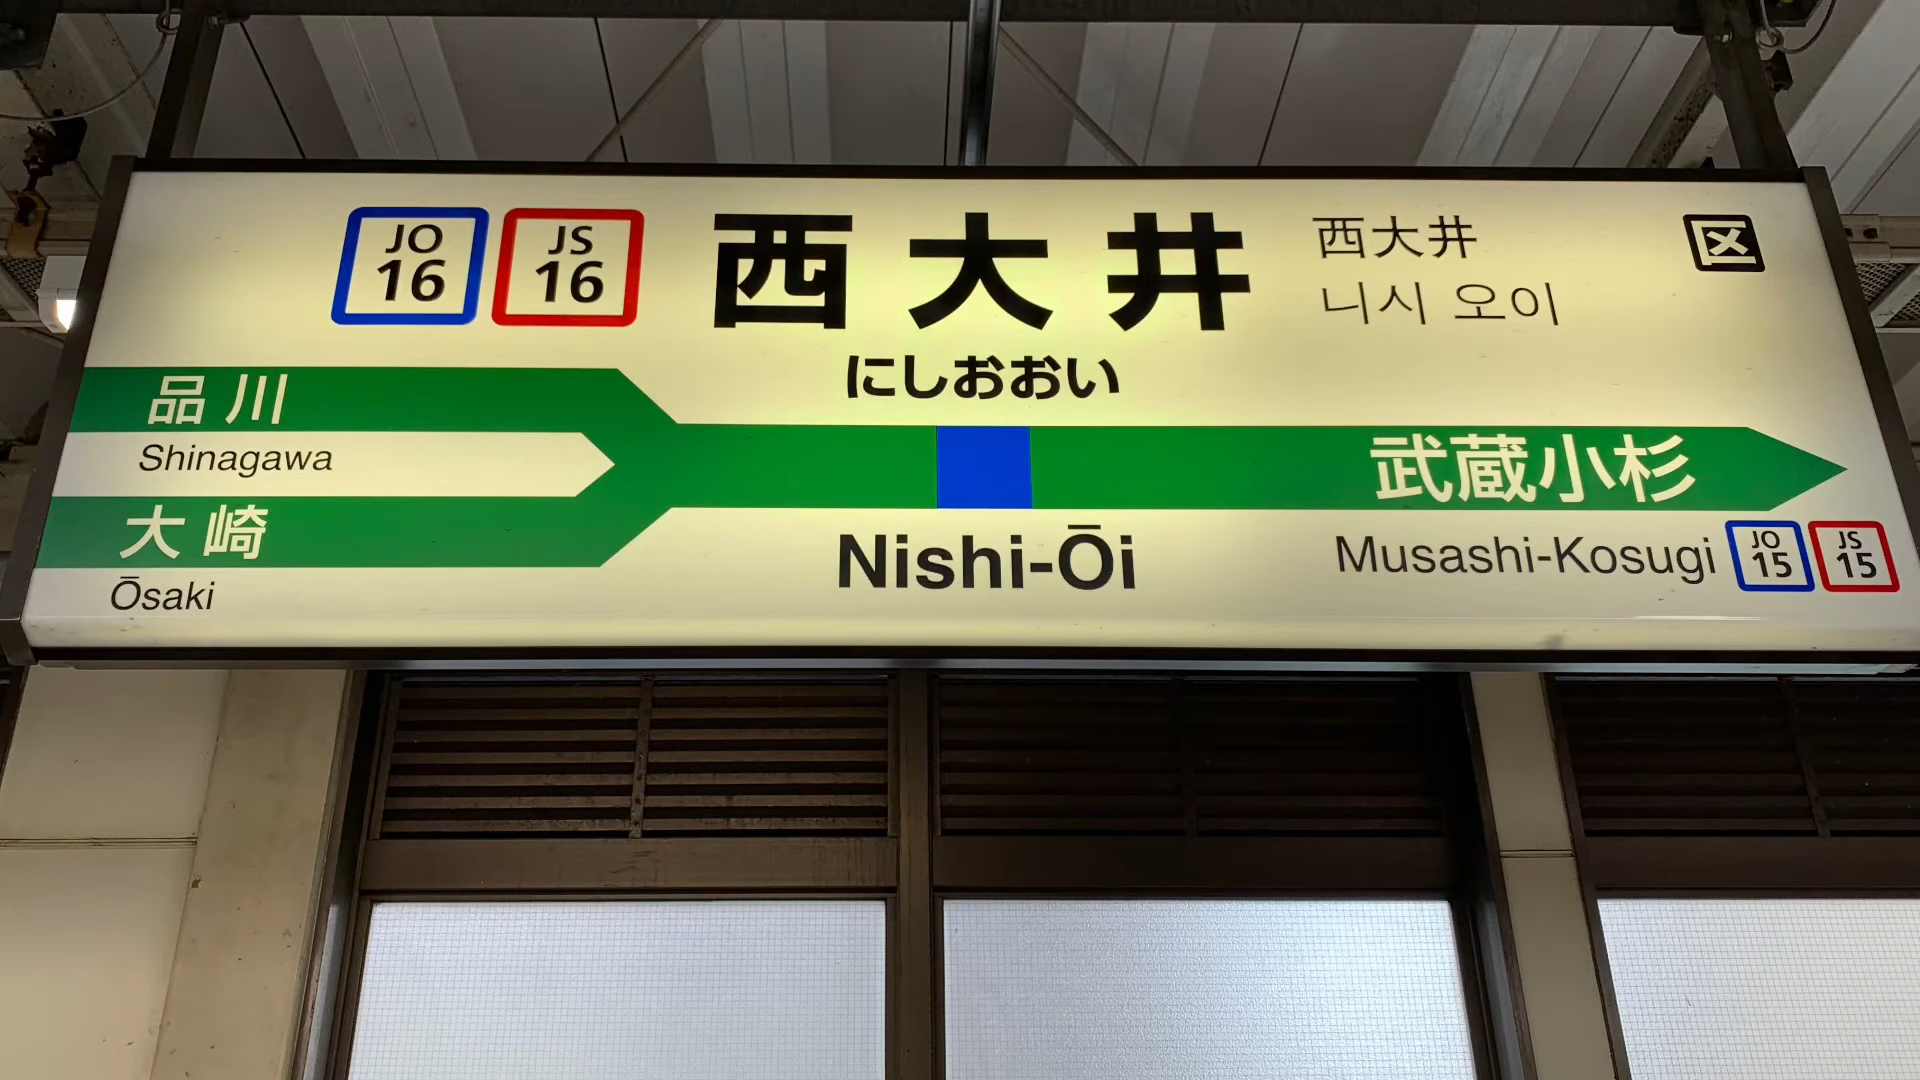 JO
16
JS
16
西大井
西大井
니시 오이
区
にしおおい
品川
Shinagawa
大崎
Ōsaki
Nishi-Ōi
武蔵小杉
Musashi-Kosugi
JO
15
JS
15